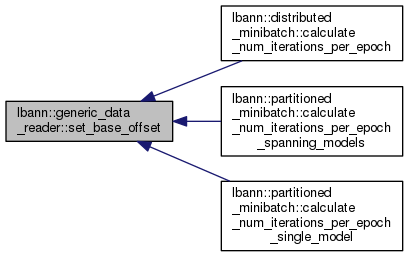 lbann::generic_data
_reader::set_base_offset
lbann::distributed
_minibatch::calculate
_num_iterations_per_epoch
lbann::partitioned
_minibatch::calculate
_num_iterations_per_epoch
_spanning_models
lbann::partitioned
_minibatch::calculate
_num_iterations_per_epoch
_single_model